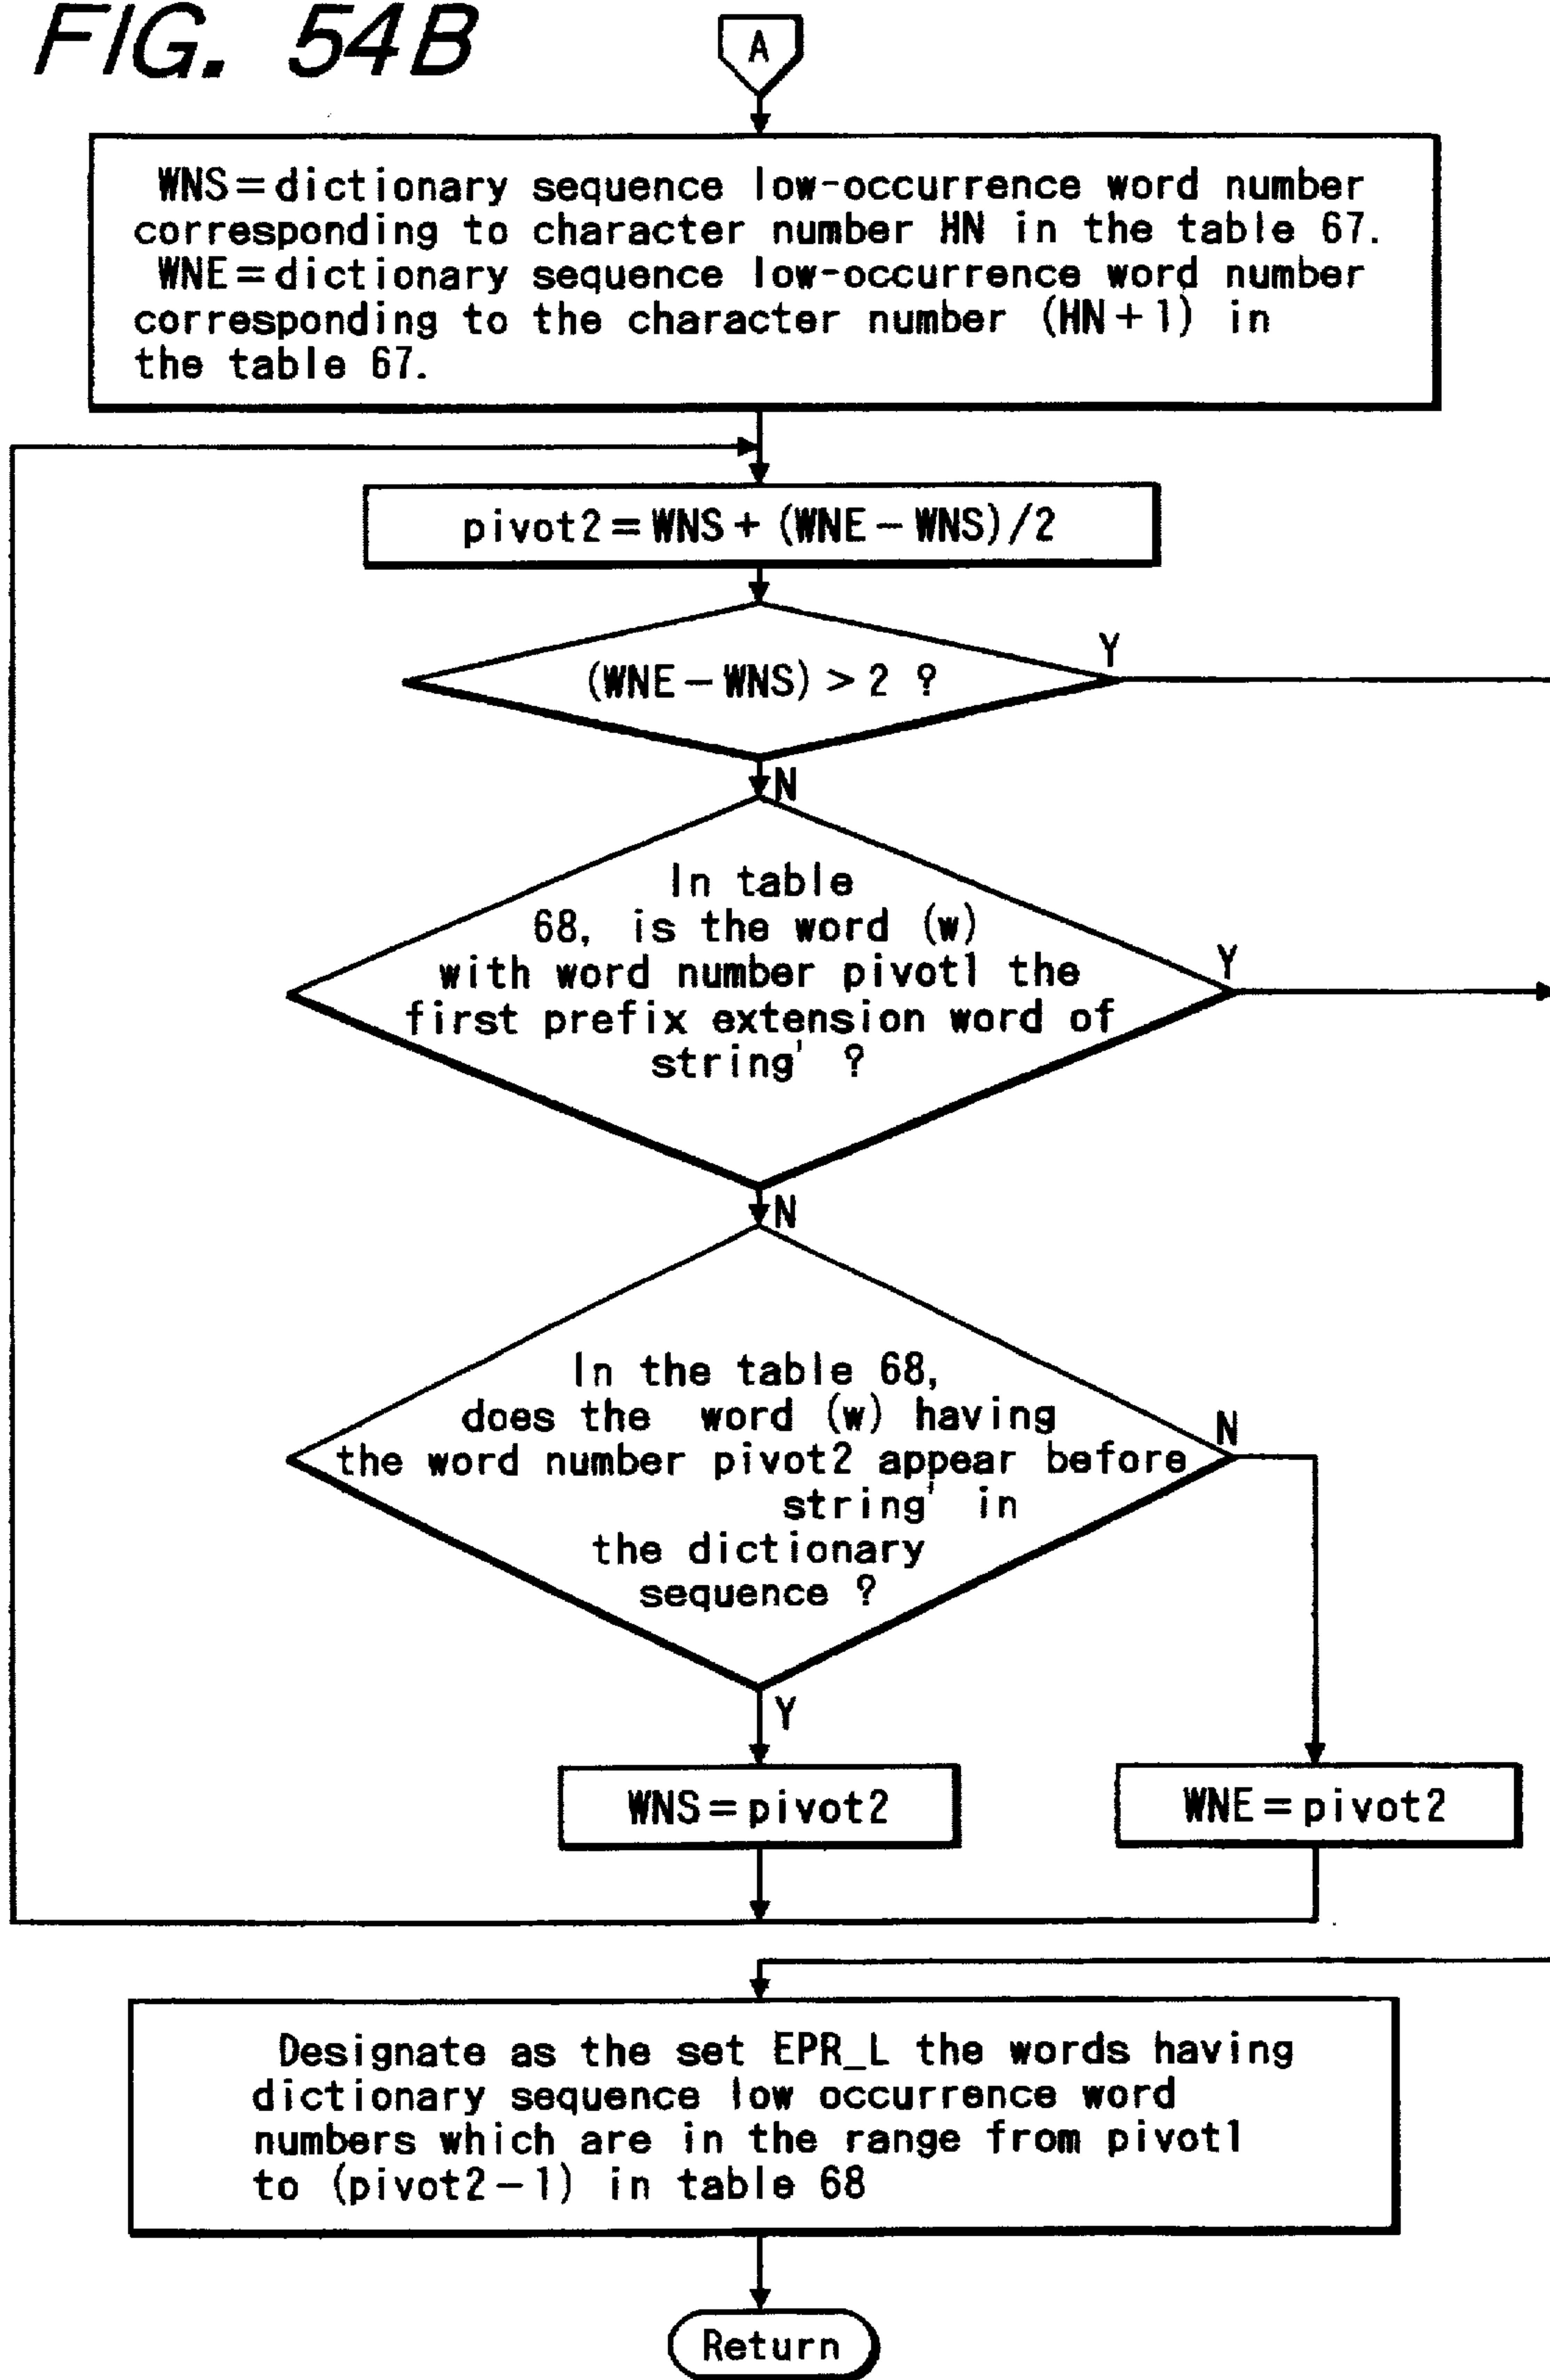 FIG. 54B
A
WNS=dictionary sequence low-occurrence word number
corresponding to character number HN in the table 67.
WNE=dictionary sequence low-occurrence word number
corresponding to the character number (HN+1) in
the table 67.
pivot2=WNS+(WNE-WNS)/2
(WNE-WNS)>2 ?
Y
N
In table
68, is the word (w)
with word number pivot1 the
first prefix extension word of
string' ?
Y
N
In the table 68,
does the word (w) having
the word number pivot2 appear before
string' in
the dictionary
sequence ?
N
Y
WNS=pivot2
WNE=pivot2
Designate as the set EPR_L the words having
dictionary sequence low occurrence word
numbers which are in the range from pivot1
to (pivot2-1) in table 68
Return